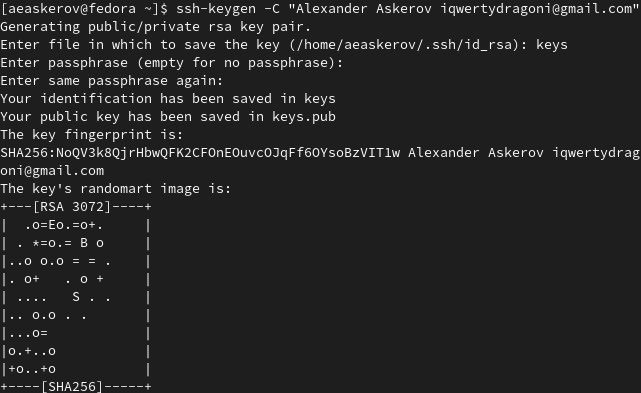 [aeaskerov@fedora ~]$ ssh-keygen -C "Alexander Askerov iqwertydragoni@gmail.com"
Generating public/private rsa key pair.
Enter file in which to save the key (/home/aeaskerov/.ssh/id_rsa): keys
Enter passphrase (empty for no passphrase):
Enter same passphrase again:
Your identification has been saved in keys
Your public key has been saved in keys.pub
The key fingerprint is:
SHA256:NoQV3k8QjrHbwQFK2CFOnEOuvcOJqFf6OYsoBzVIT1w Alexander Askerov iqwertydrag
oni@gmail.com
The key's randomart image is:
+---[RSA 3072]----+
|  .o=Eo.=o+.     |
| . *=o.= B o     |
|..o o.o = = .    |
|. o+   . o +     |
| ....   S . .    |
|.. o.o . .       |
|...o=            |
|o.+..o           |
|+o..+o           |
+----[SHA256]-----+